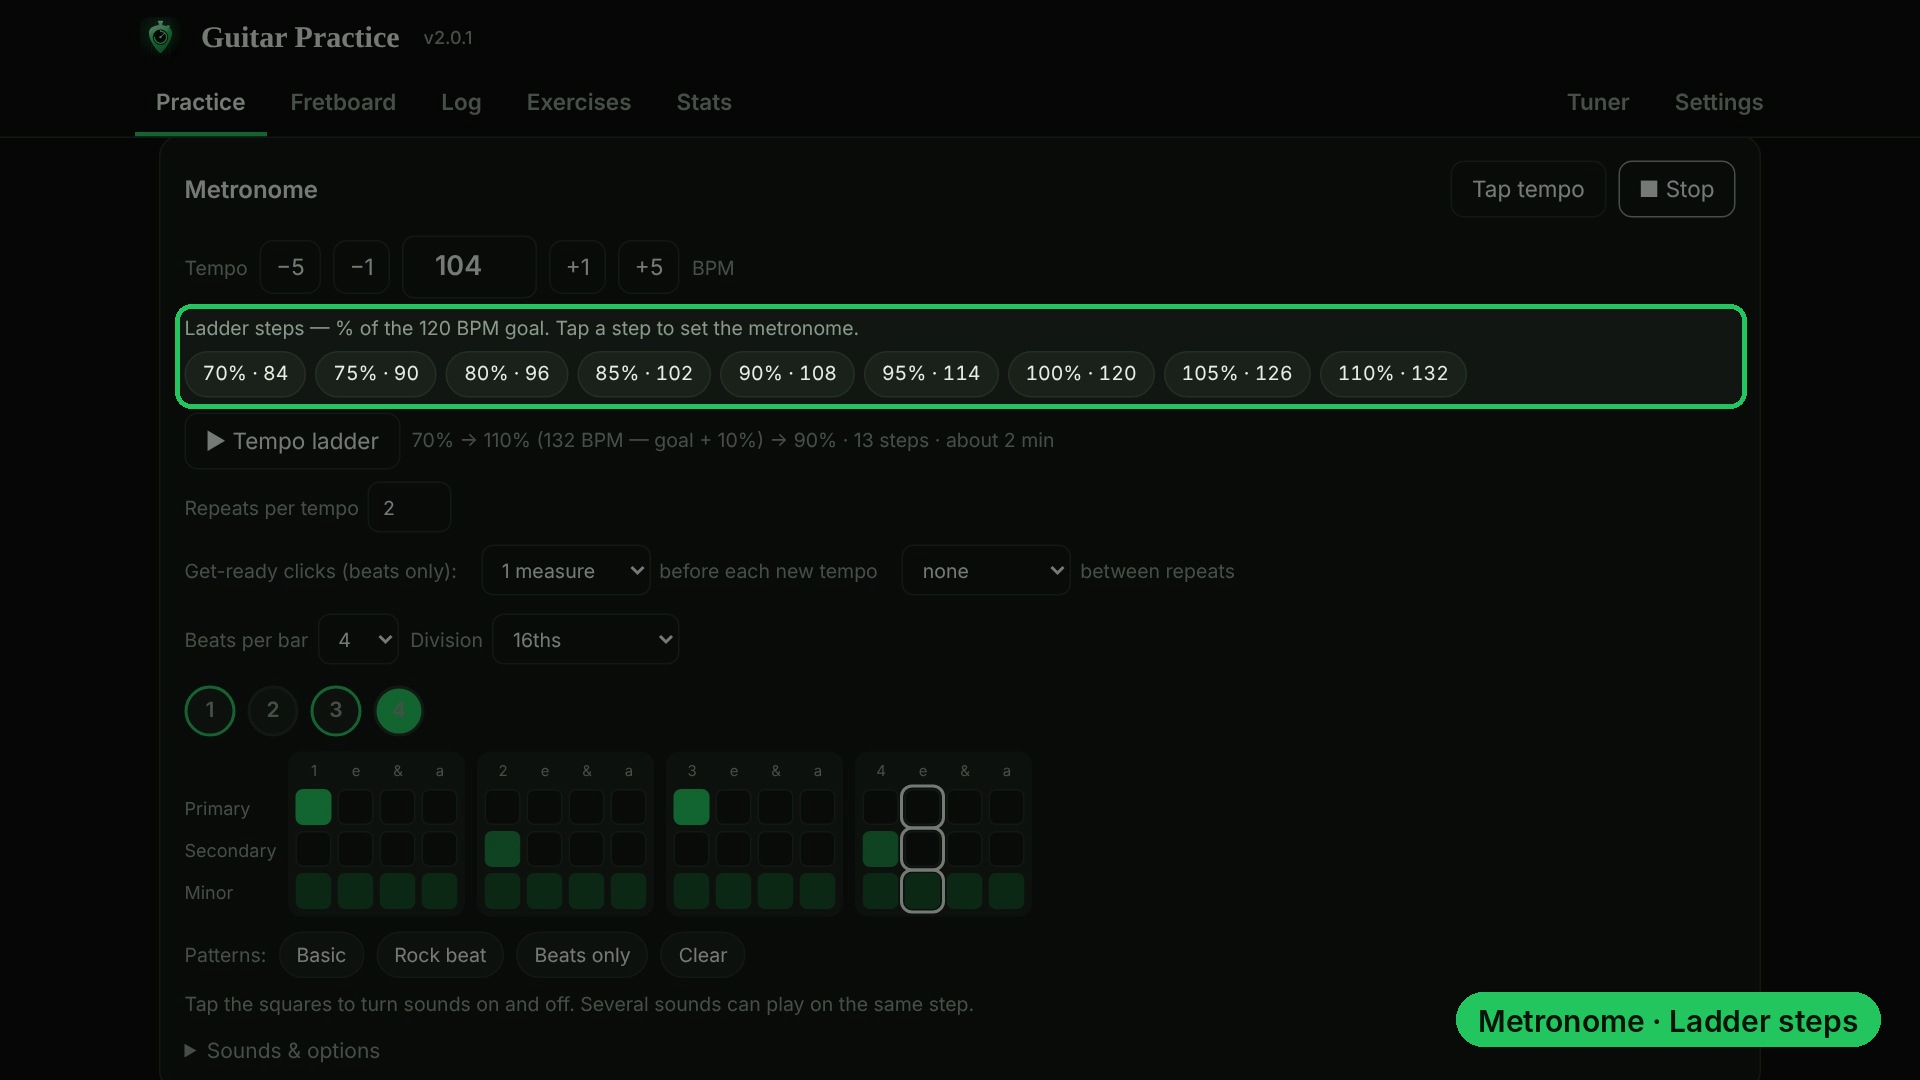 Guitar Practice v2.0.1
Practice Fretboard Log Exercises Stats Tuner Settings
Metronome Tap tempo Stop
Tempo −5 −1 104 +1 +5 BPM
Ladder steps — % of the 120 BPM goal. Tap a step to set the metronome.
70% · 84 75% · 90 80% · 96 85% · 102 90% · 108 95% · 114 100% · 120 105% · 126 110% · 132
▶ Tempo ladder 70% → 110% (132 BPM — goal + 10%) → 90% · 13 steps · about 2 min
Repeats per tempo 2
Get-ready clicks (beats only): 1 measure before each new tempo none between repeats
Beats per bar 4 Division 16ths
1 2 3 4
1 e & a 2 e & a 3 e & a 4 e & a
Primary
Secondary
Minor
Patterns: Basic Rock beat Beats only Clear
Tap the squares to turn sounds on and off. Several sounds can play on the same step.
▶ Sounds & options
Metronome · Ladder steps